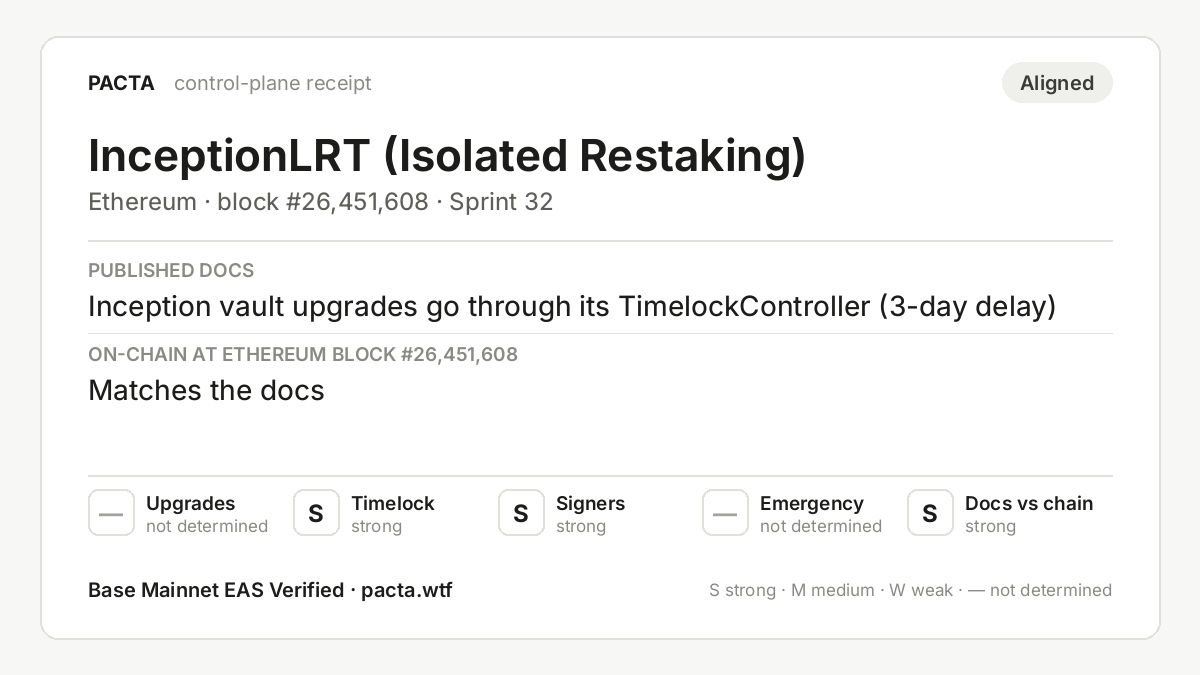 PACTA control-plane receipt Aligned
InceptionLRT (Isolated Restaking)
Ethereum · block #26,451,608 · Sprint 32
PUBLISHED DOCS
Inception vault upgrades go through its TimelockController (3-day delay)
ON-CHAIN AT ETHEREUM BLOCK #26,451,608
Matches the docs
— Upgrades not determined
S Timelock strong
S Signers strong
— Emergency not determined
S Docs vs chain strong
Base Mainnet EAS Verified · pacta.wtf
S strong · M medium · W weak · — not determined